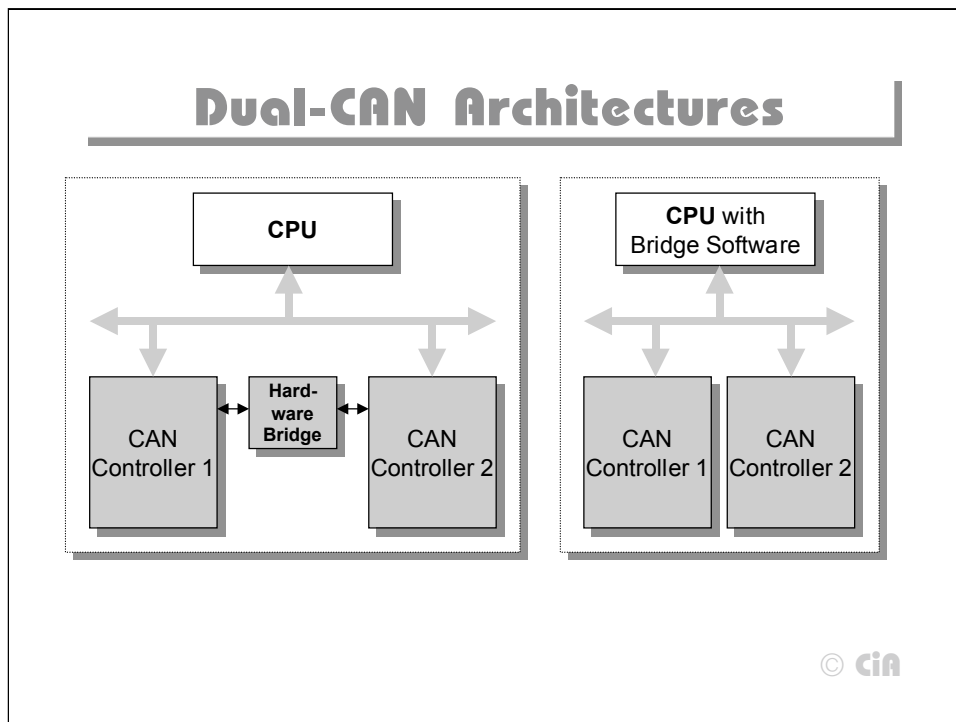 Dual-CAN Architectures
CPU
Hard-
ware
Bridge
CAN
Controller 1
CAN
Controller 2
CPU with
Bridge Software
CAN
Controller 1
CAN
Controller 2
© CiA